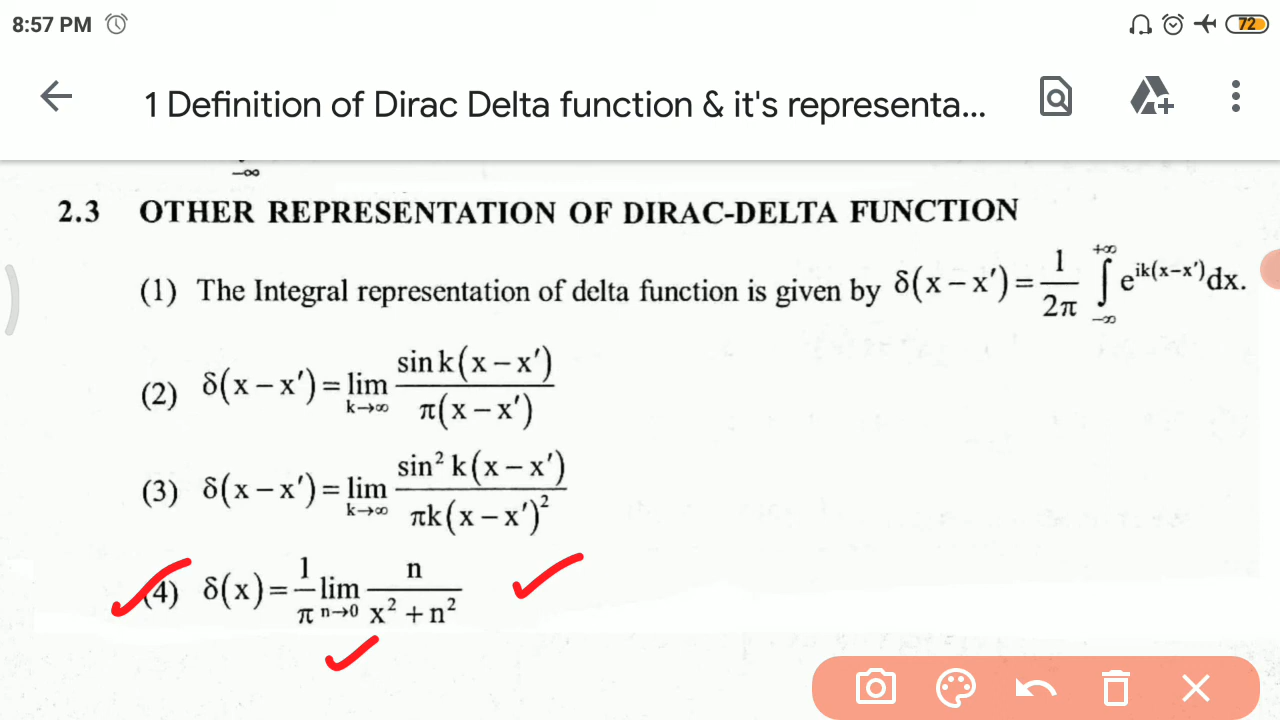 8:57 PM 72
1 Definition of Dirac Delta function & it's representa...
−∞
2.3 OTHER REPRESENTATION OF DIRAC-DELTA FUNCTION
(1) The Integral representation of delta function is given by δ(x − x′) = 1/2π ∫_{−∞}^{+∞} e^{ik(x−x′)}dx.
(2) δ(x − x′) = lim_{k→∞} sin k(x − x′) / π(x − x′)
(3) δ(x − x′) = lim_{k→∞} sin² k(x − x′) / πk(x − x′)²
(4) δ(x) = 1/π lim_{n→0} n / x² + n²